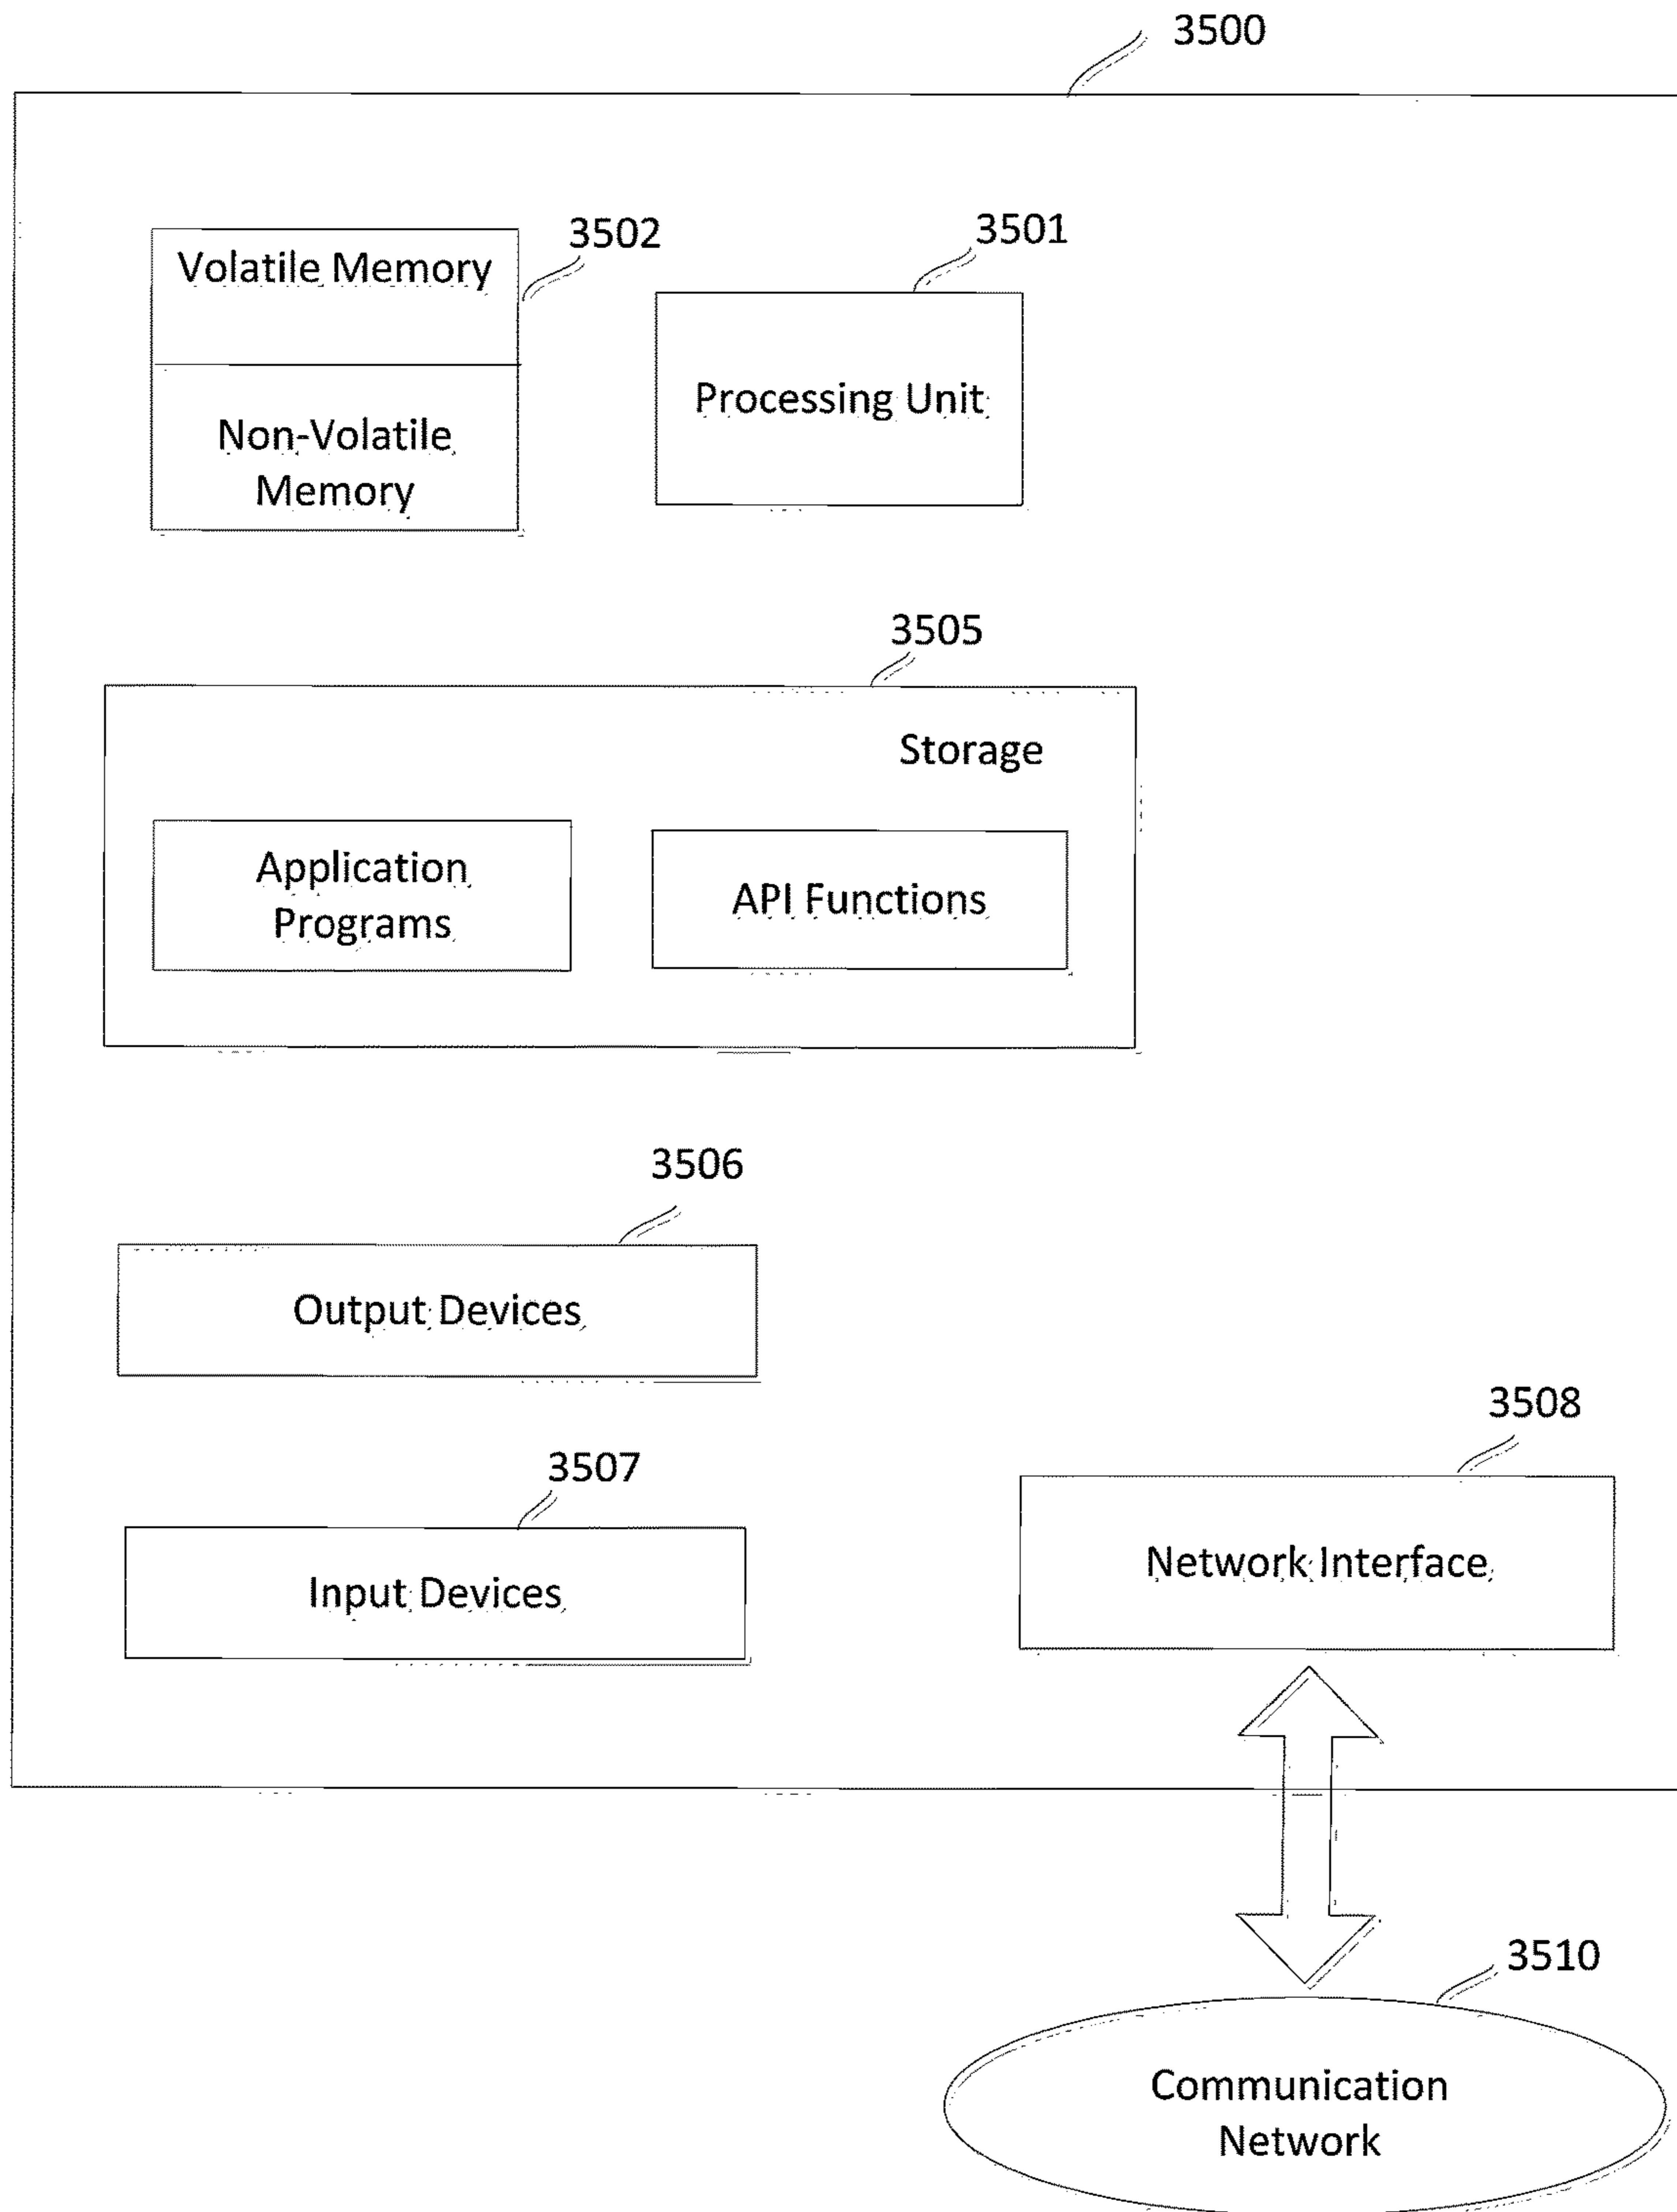 3500
3502
3501
Volatile Memory
Non-Volatile
Memory
Processing Unit
3505
Storage
Application
Programs
API Functions
3506
Output Devices
3508
3507
Input Devices
Network Interface
3510
Communication
Network